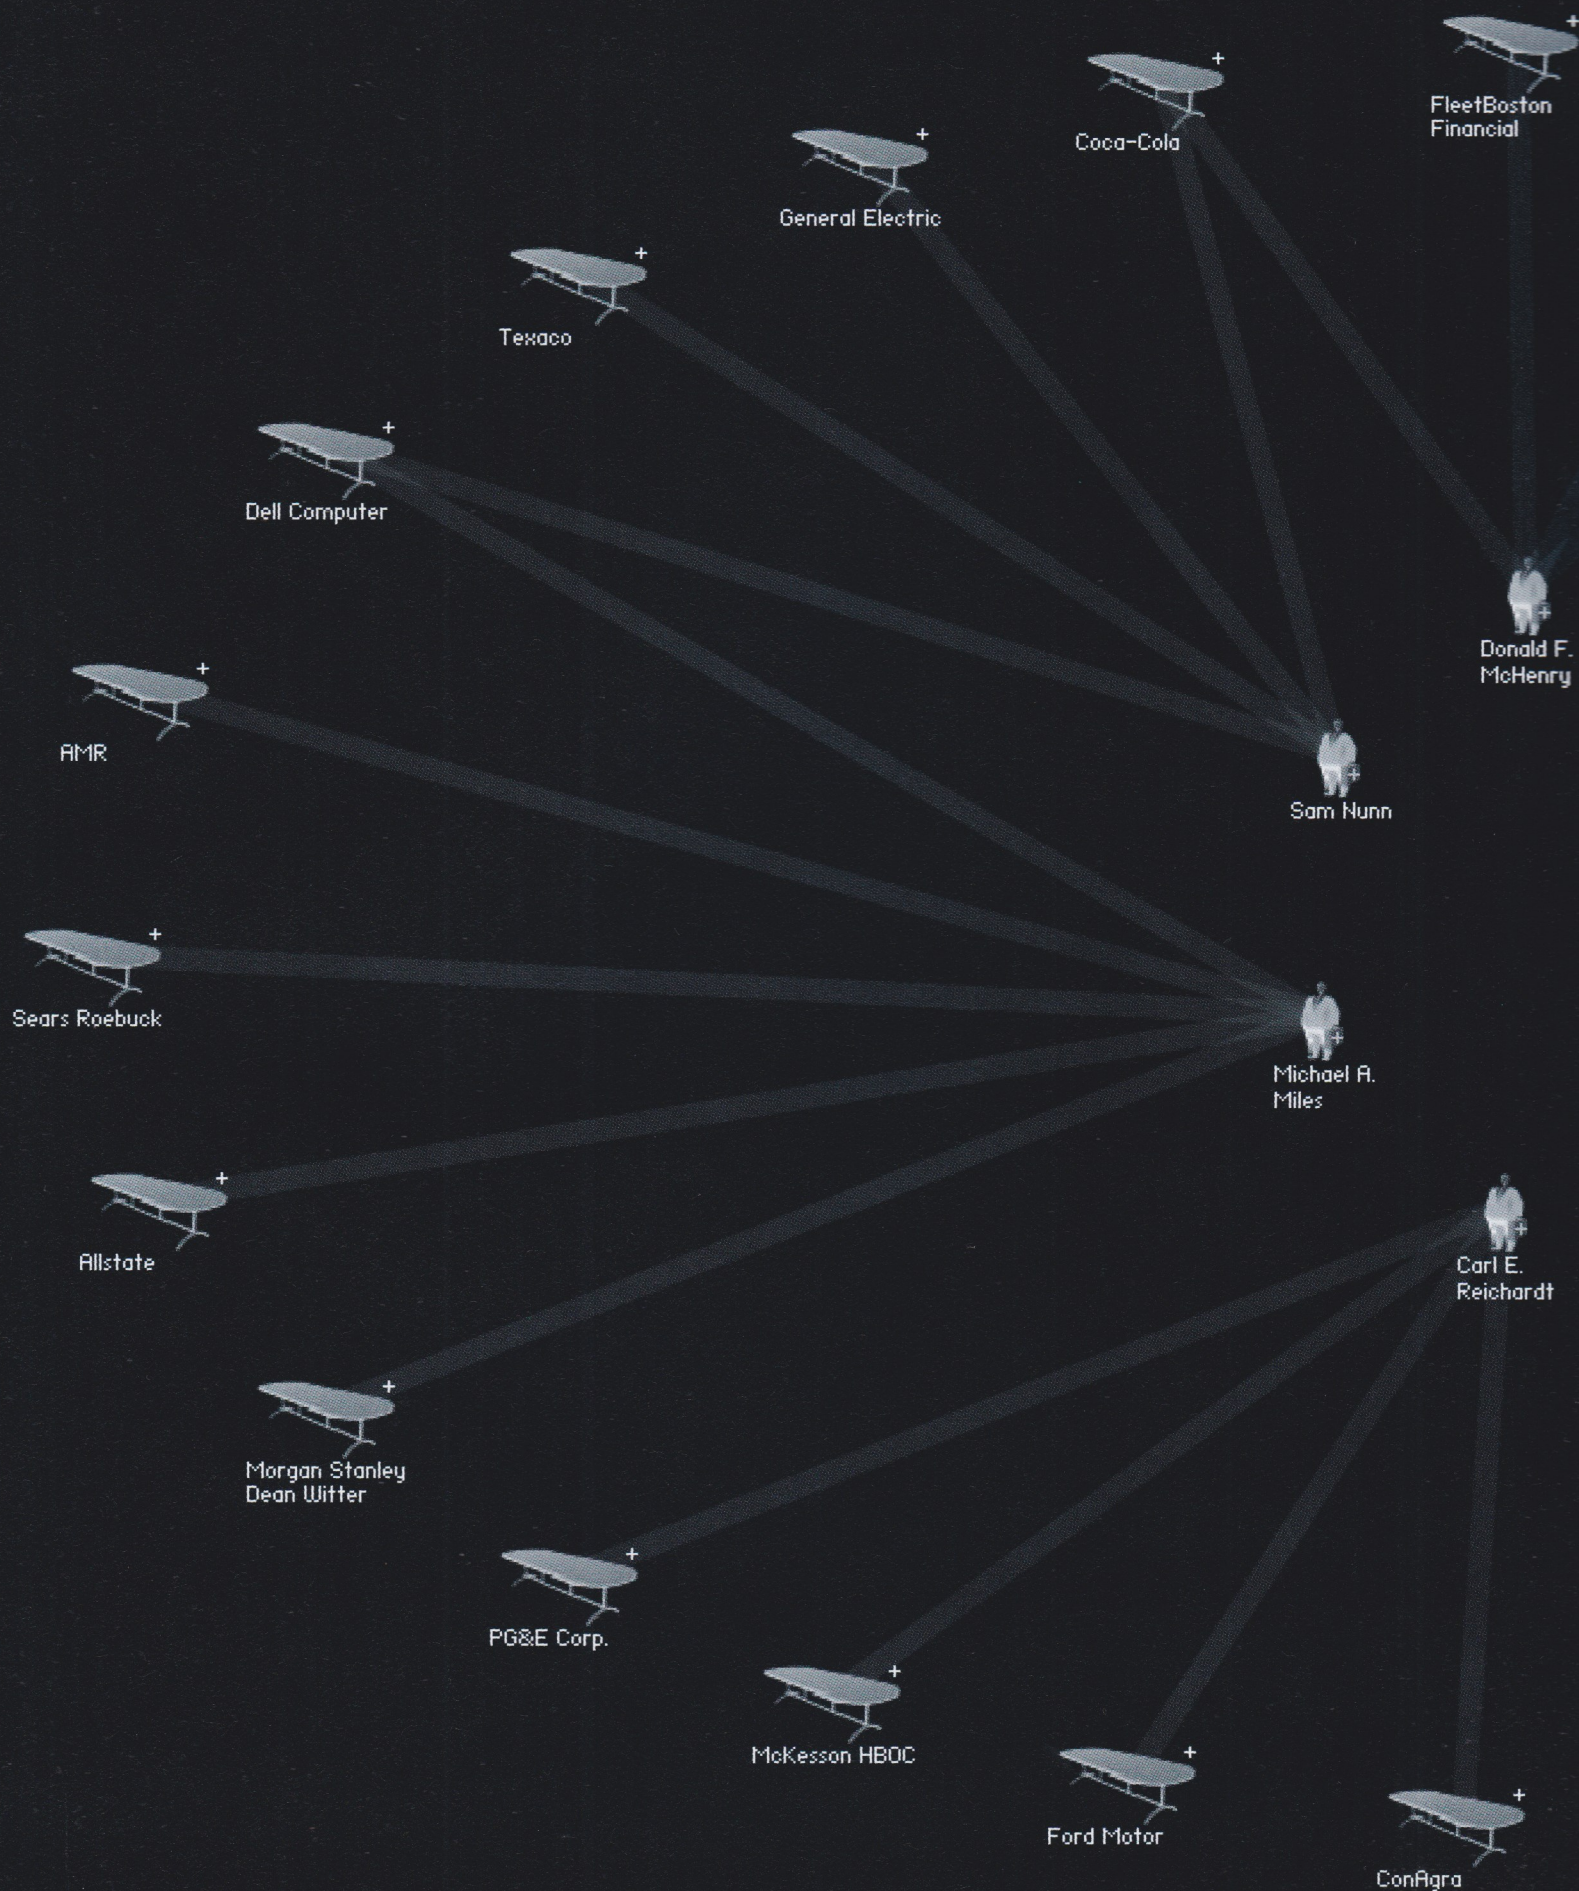 FleetBoston
Financial
Coca-Cola
General Electric
Texaco
Dell Computer
Donald F.
McHenry
AMR
Sam Nunn
Sears Roebuck
Michael A.
Miles
Allstate
Carl E.
Reichardt
Morgan Stanley
Dean Witter
PG&E Corp.
McKesson HBOC
Ford Motor
ConAgra